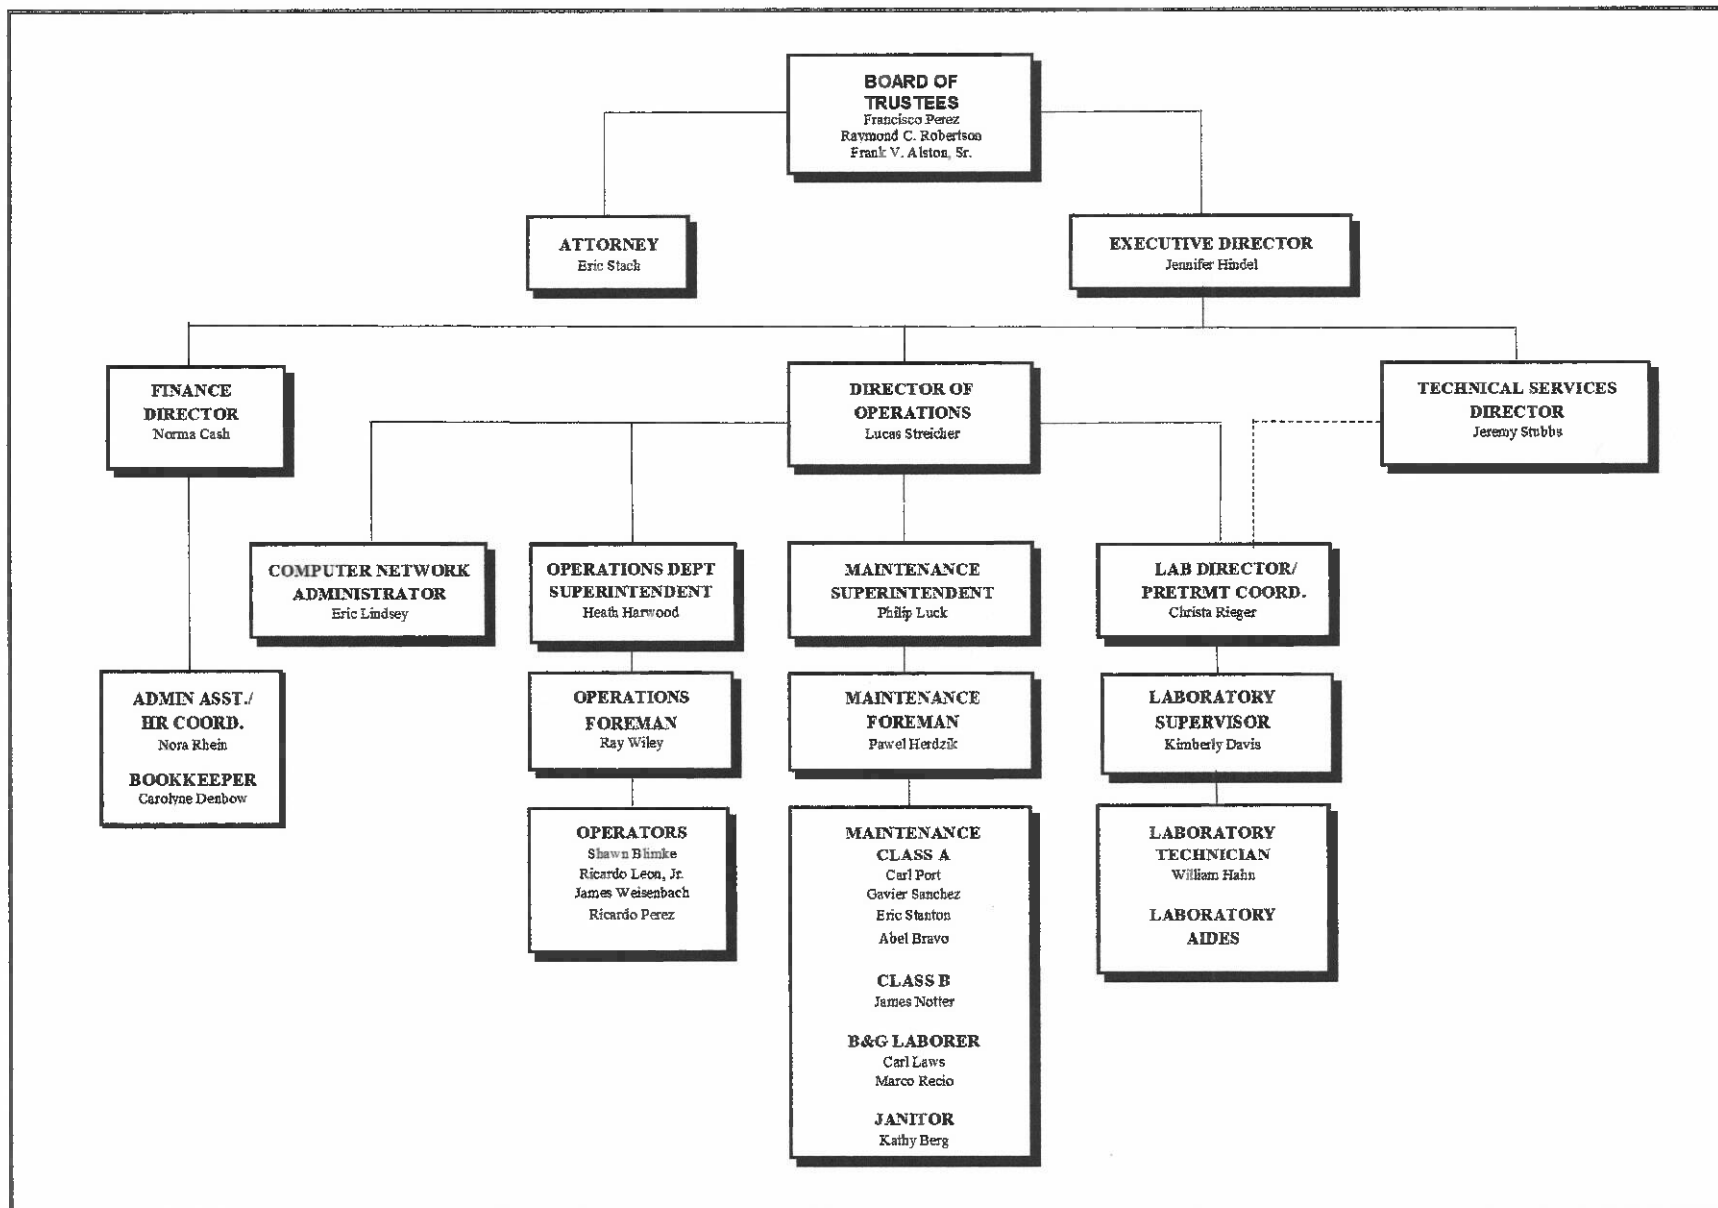 BOARD OF
TRUSTEES
Francisco Perez
Raymond C. Robertson
Frank V. Alston, Sr.
ATTORNEY
Eric Stach
EXECUTIVE DIRECTOR
Jennifer Hindel
FINANCE
DIRECTOR
Norma Cash
DIRECTOR OF
OPERATIONS
Lucas Streicher
TECHNICAL SERVICES
DIRECTOR
Jeremy Stubbs
COMPUTER NETWORK
ADMINISTRATOR
Eric Lindsey
OPERATIONS DEPT
SUPERINTENDENT
Heath Harwood
MAINTENANCE
SUPERINTENDENT
Philip Luck
LAB DIRECTOR/
PRETRMT COORD.
Christa Rieger
ADMIN ASST./
HR COORD.
Nora Rhein
BOOKKEEPER
Carolyne Denbow
OPERATIONS
FOREMAN
Ray Wiley
MAINTENANCE
FOREMAN
Pawel Herdzik
LABORATORY
SUPERVISOR
Kimberly Davis
OPERATORS
Shawn Blimke
Ricardo Leon, Jr.
James Weisenbach
Ricardo Perez
MAINTENANCE
CLASS A
Carl Port
Gavier Sanchez
Eric Stanton
Abel Bravo
CLASS B
James Notter
B&G LABORER
Carl Laws
Marco Recio
JANITOR
Kathy Berg
LABORATORY
TECHNICIAN
William Hahn
LABORATORY
AIDES